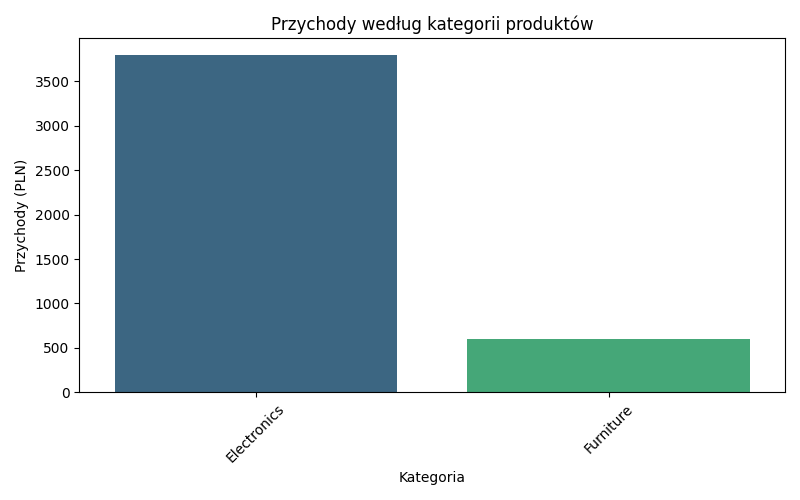 Przychody według kategorii produktów
Przychody (PLN)
3500
3000
2500
2000
1500
1000
500
0
Electronics
Furniture
Kategoria